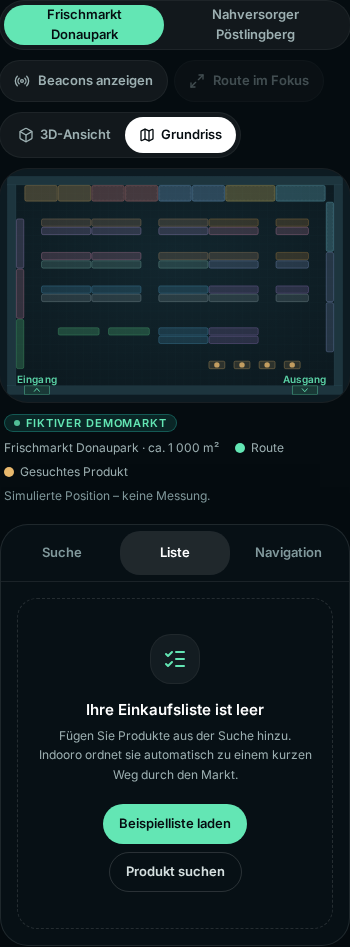 Frischmarkt
Donaupark
Nahversorger
Pöstlingberg
Beacons anzeigen
Route im Fokus
3D-Ansicht
Grundriss
Eingang
Ausgang
FIKTIVER DEMOMARKT
Frischmarkt Donaupark · ca. 1 000 m²
Route
Gesuchtes Produkt
Simulierte Position – keine Messung.
Suche
Liste
Navigation
Ihre Einkaufsliste ist leer
Fügen Sie Produkte aus der Suche hinzu.
Indooro ordnet sie automatisch zu einem kurzen
Weg durch den Markt.
Beispielliste laden
Produkt suchen